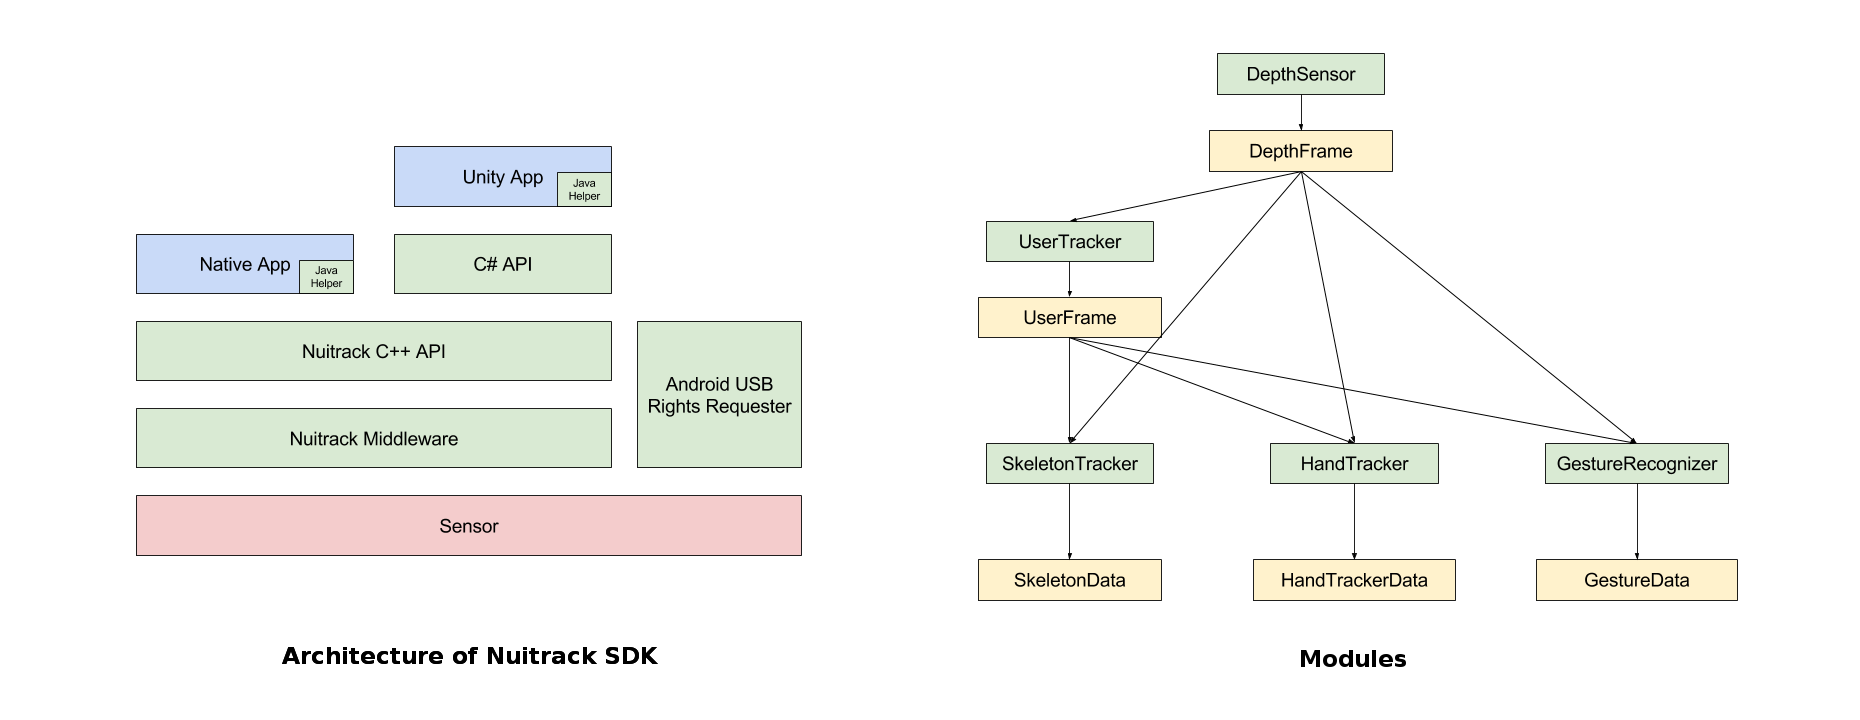 Unity App
Java
Helper
Native App
Java
Helper
C# API
Nuitrack C++ API
Android USB
Rights Requester
Nuitrack Middleware
Sensor
Architecture of Nuitrack SDK
DepthSensor
DepthFrame
UserTracker
UserFrame
SkeletonTracker
HandTracker
GestureRecognizer
SkeletonData
HandTrackerData
GestureData
Modules